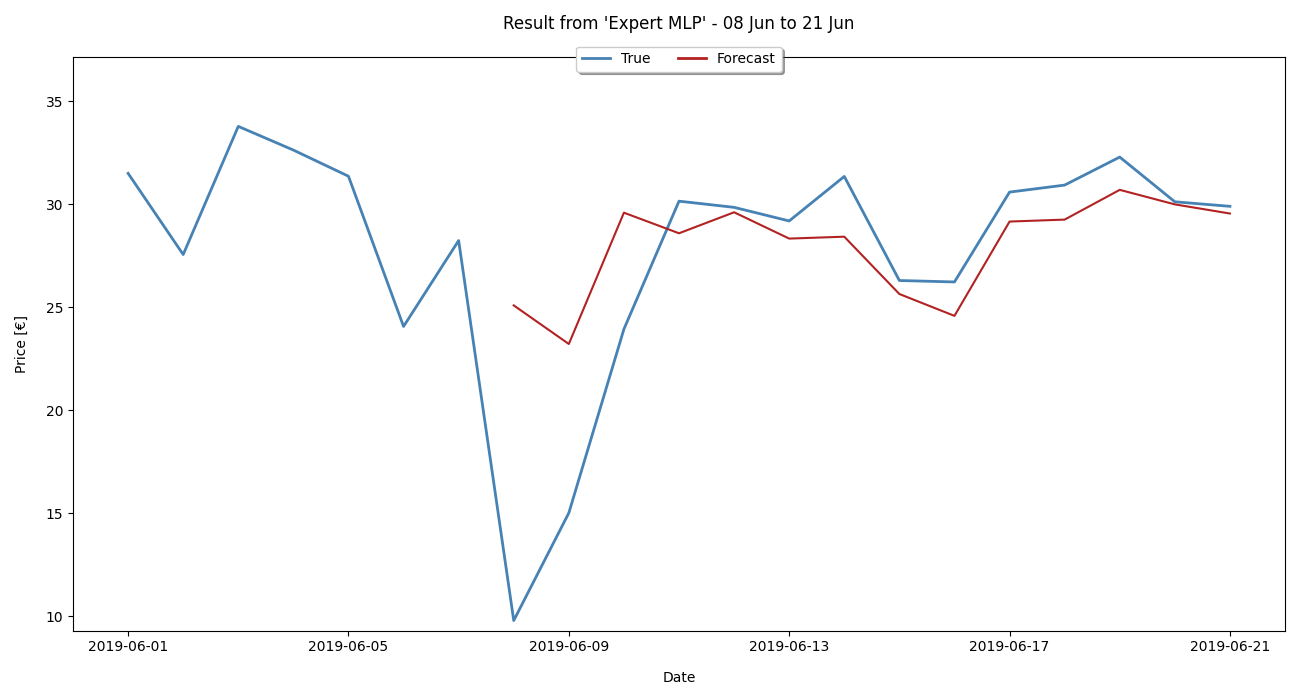 Result from 'Expert MLP' - 08 Jun to 21 Jun
True Forecast
35
30
25
20
15
10
Price [€]
2019-06-01 2019-06-05 2019-06-09 2019-06-13 2019-06-17 2019-06-21
Date